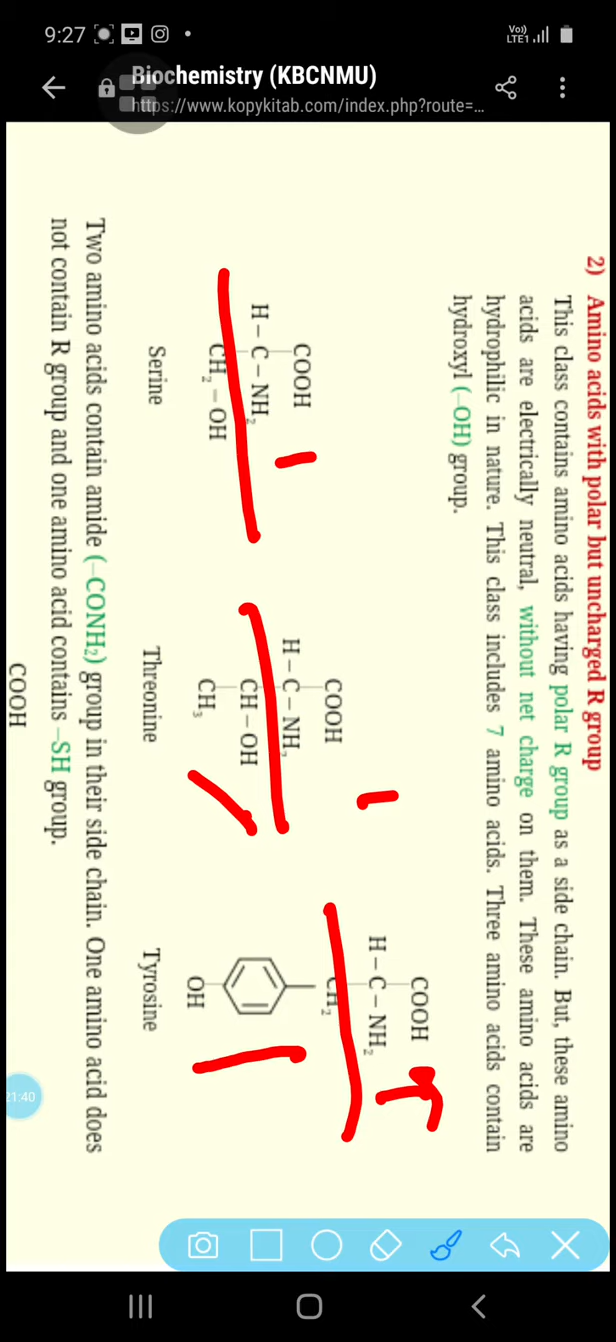 9:27
Vo))
LTE1
Biochemistry (KBCNMU)
https://www.kopykitab.com/index.php?route=...
2) Amino acids with polar but uncharged R group
This class contains amino acids having polar R group as a side chain. But, these amino
acids are electrically neutral, without net charge on them. These amino acids are
hydrophilic in nature. This class includes 7 amino acids. Three amino acids contain
hydroxyl (–OH) group.
COOH
H – C – NH2
CH2 – OH
Serine
COOH
H – C – NH2
CH – OH
CH3
Threonine
COOH
H – C – NH2
CH2
OH
Tyrosine
Two amino acids contain amide (–CONH2) group in their side chain. One amino acid does
not contain R group and one amino acid contains –SH group.
COOH
21:40